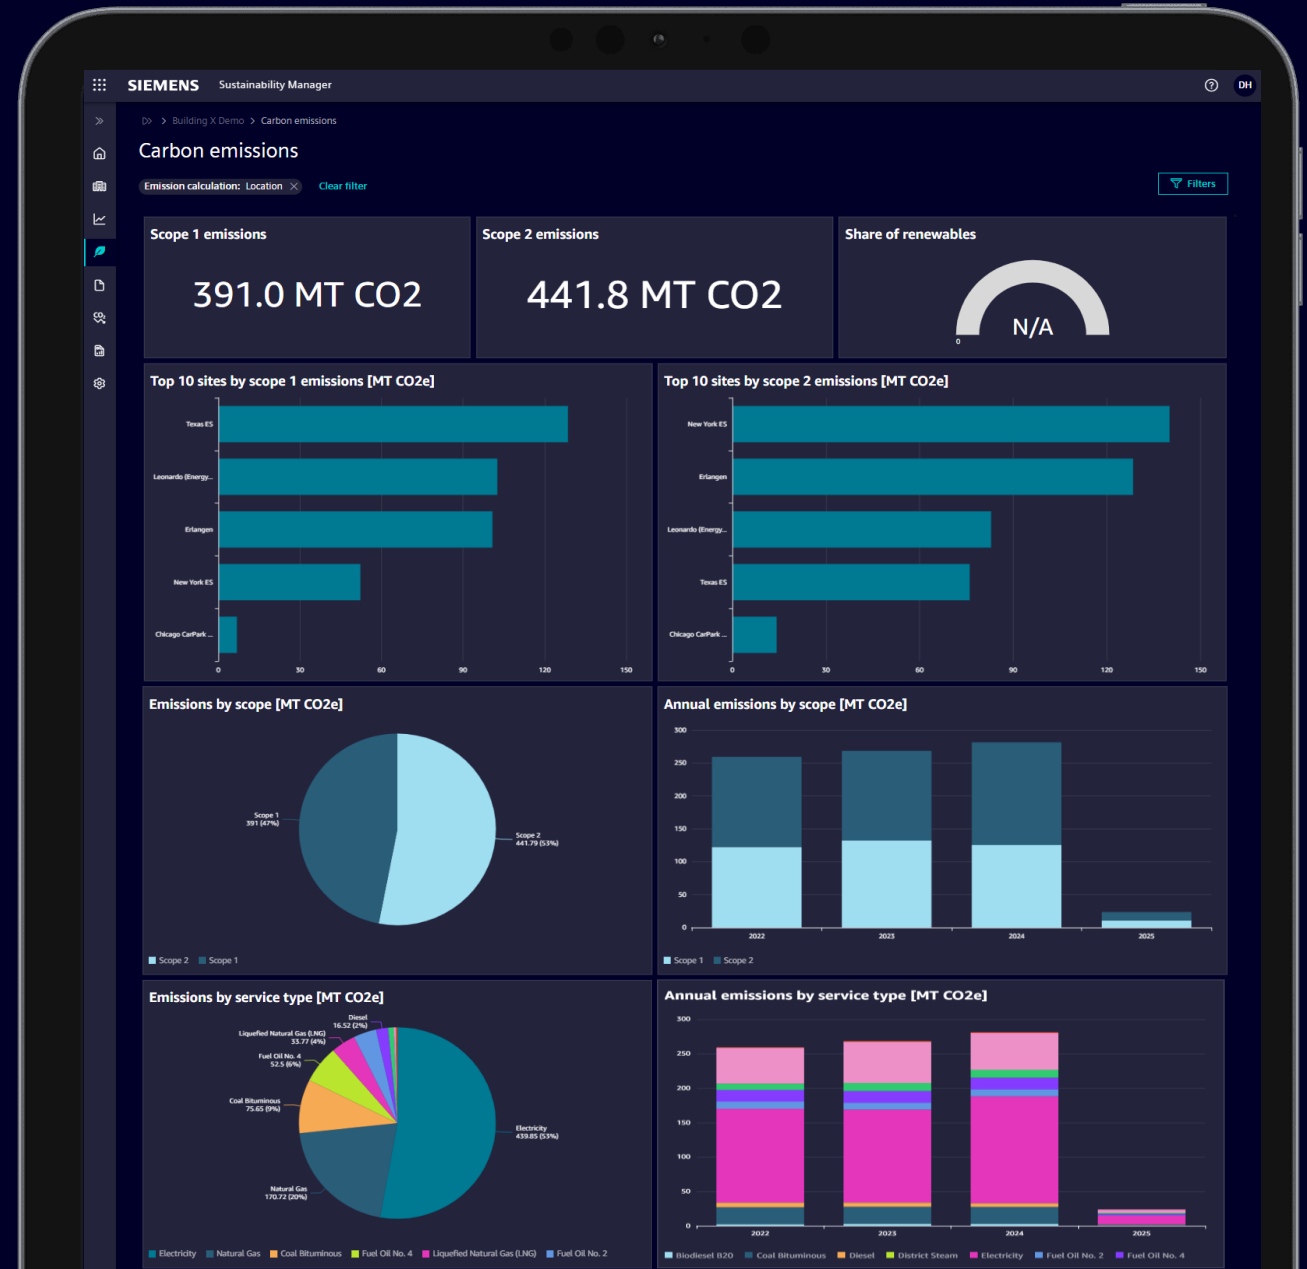 SIEMENS Sustainability Manager
DH
Building X Demo > Carbon emissions
Carbon emissions
Emission calculation: Location
Clear filter
Filters
Scope 1 emissions
391.0 MT CO2
Scope 2 emissions
441.8 MT CO2
Share of renewables
N/A
0
Top 10 sites by scope 1 emissions [MT CO2e]
Texas ES
Leonardo (Energy...
Erlangen
New York ES
Chicago CarPark ...
0 30 60 90 120 150
Top 10 sites by scope 2 emissions [MT CO2e]
New York ES
Erlangen
Leonardo (Energy...
Texas ES
Chicago CarPark ...
0 30 60 90 120 150
Emissions by scope [MT CO2e]
Scope 1
391 (47%)
Scope 2
441.79 (53%)
Scope 2 Scope 1
Annual emissions by scope [MT CO2e]
300
250
200
150
100
50
0
2022 2023 2024 2025
Scope 1 Scope 2
Emissions by service type [MT CO2e]
Diesel
16.52 (2%)
Liquefied Natural Gas (LNG)
33.77 (4%)
Fuel Oil No. 4
52.5 (6%)
Coal Bituminous
75.65 (9%)
Electricity
439.85 (53%)
Natural Gas
170.72 (20%)
Electricity Natural Gas Coal Bituminous Fuel Oil No. 4 Liquefied Natural Gas (LNG) Fuel Oil No. 2
Annual emissions by service type [MT CO2e]
300
250
200
150
100
50
0
2022 2023 2024 2025
Biodiesel B20 Coal Bituminous Diesel District Steam Electricity Fuel Oil No. 2 Fuel Oil No. 4